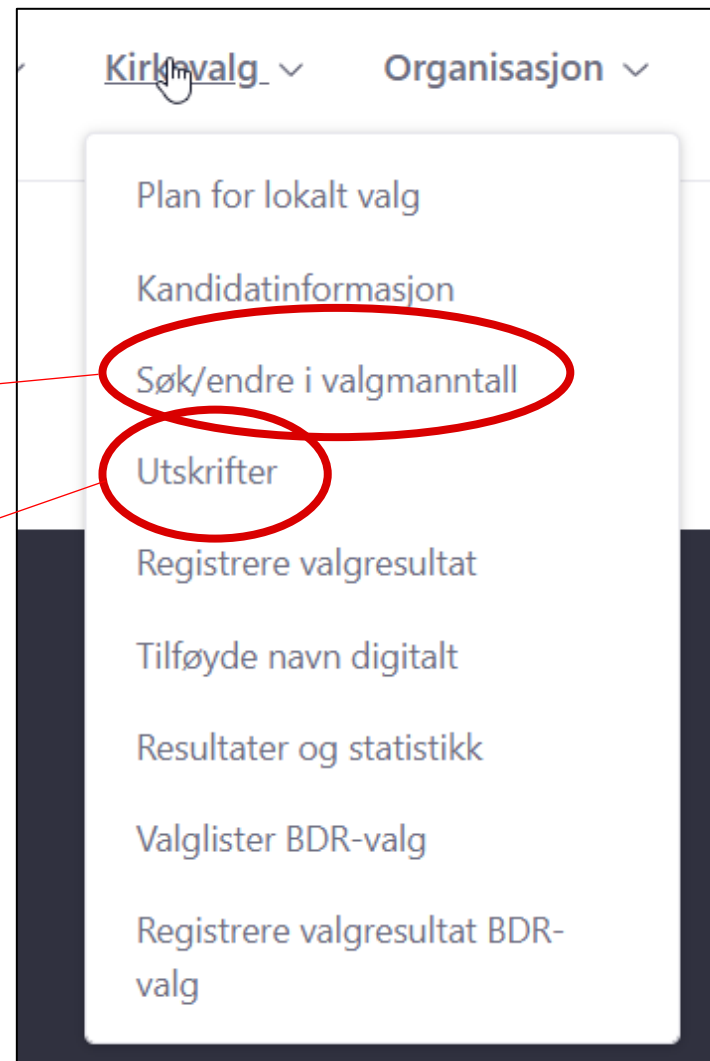 Kirkevalg Organisasjon
Plan for lokalt valg
Kandidatinformasjon
Søk/endre i valgmanntall
Utskrifter
Registrere valgresultat
Tilføyde navn digitalt
Resultater og statistikk
Valglister BDR-valg
Registrere valgresultat BDR-
valg